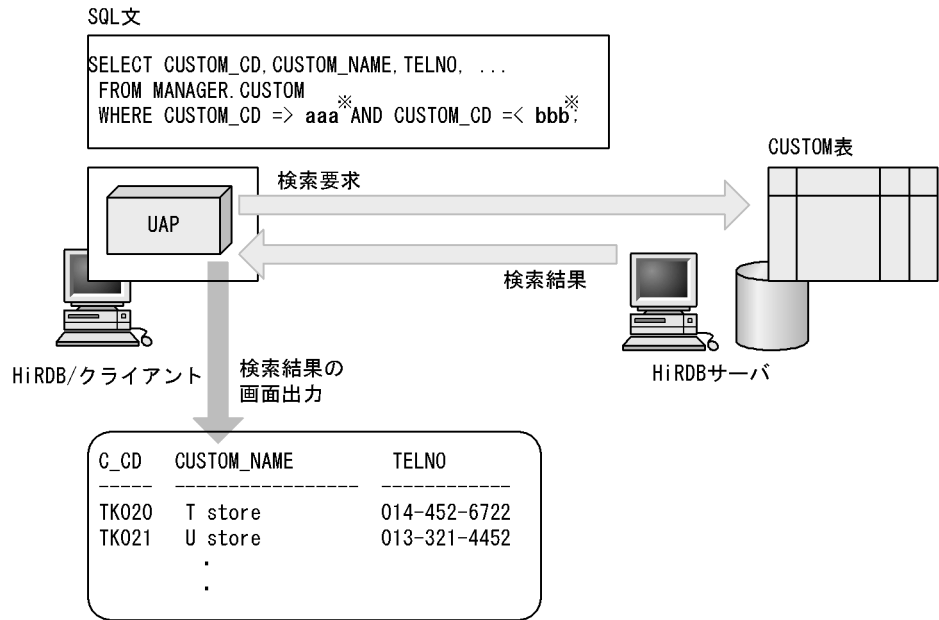 SQL文
SELECT CUSTOM_CD,CUSTOM_NAME,TELNO, ...
FROM MANAGER.CUSTOM
WHERE CUSTOM_CD => aaa※AND CUSTOM_CD =< bbb※;
CUSTOM表
検索要求
UAP
検索結果
HiRDB/クライアント
HiRDBサーバ
検索結果の
画面出力
C_CD CUSTOM_NAME TELNO
----- ----------------- ------------
TK020 T store 014-452-6722
TK021 U store 013-321-4452
.
.